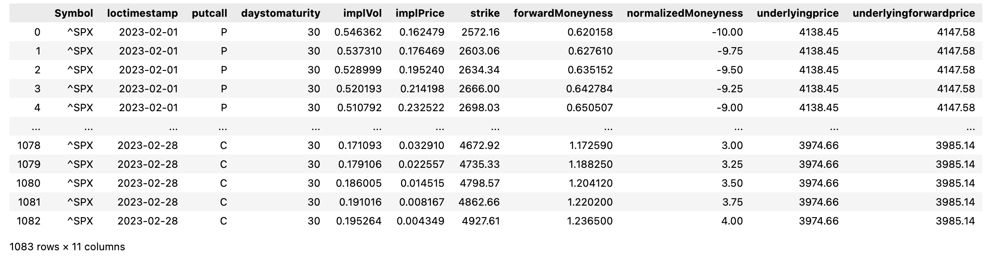 Symbol loctimestamp putcall daystomaturity implVol implPrice strike forwardMoneyness normalizedMoneyness underlyingprice underlyingforwardprice
0 ^SPX 2023-02-01 P 30 0.546362 0.162479 2572.16 0.620158 -10.00 4138.45 4147.58
1 ^SPX 2023-02-01 P 30 0.537310 0.176469 2603.06 0.627610 -9.75 4138.45 4147.58
2 ^SPX 2023-02-01 P 30 0.528999 0.195240 2634.34 0.635152 -9.50 4138.45 4147.58
3 ^SPX 2023-02-01 P 30 0.520193 0.214198 2666.00 0.642784 -9.25 4138.45 4147.58
4 ^SPX 2023-02-01 P 30 0.510792 0.232522 2698.03 0.650507 -9.00 4138.45 4147.58
... ... ... ... ... ... ... ... ... ... ... ...
1078 ^SPX 2023-02-28 C 30 0.171093 0.032910 4672.92 1.172590 3.00 3974.66 3985.14
1079 ^SPX 2023-02-28 C 30 0.179106 0.022557 4735.33 1.188250 3.25 3974.66 3985.14
1080 ^SPX 2023-02-28 C 30 0.186005 0.014515 4798.57 1.204120 3.50 3974.66 3985.14
1081 ^SPX 2023-02-28 C 30 0.191016 0.008167 4862.66 1.220200 3.75 3974.66 3985.14
1082 ^SPX 2023-02-28 C 30 0.195264 0.004349 4927.61 1.236500 4.00 3974.66 3985.14
1083 rows × 11 columns